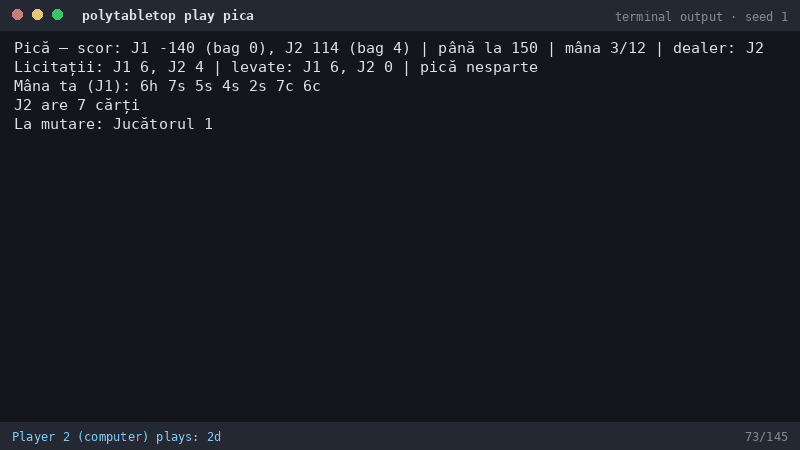 polytabletop play pica
terminal output · seed 1
Pică — scor: J1 -140 (bag 0), J2 114 (bag 4) | până la 150 | mâna 3/12 | dealer: J2
Licitații: J1 6, J2 4 | levate: J1 6, J2 0 | pică nesparte
Mâna ta (J1): 6h 7s 5s 4s 2s 7c 6c
J2 are 7 cărți
La mutare: Jucătorul 1
Player 2 (computer) plays: 2d
73/145